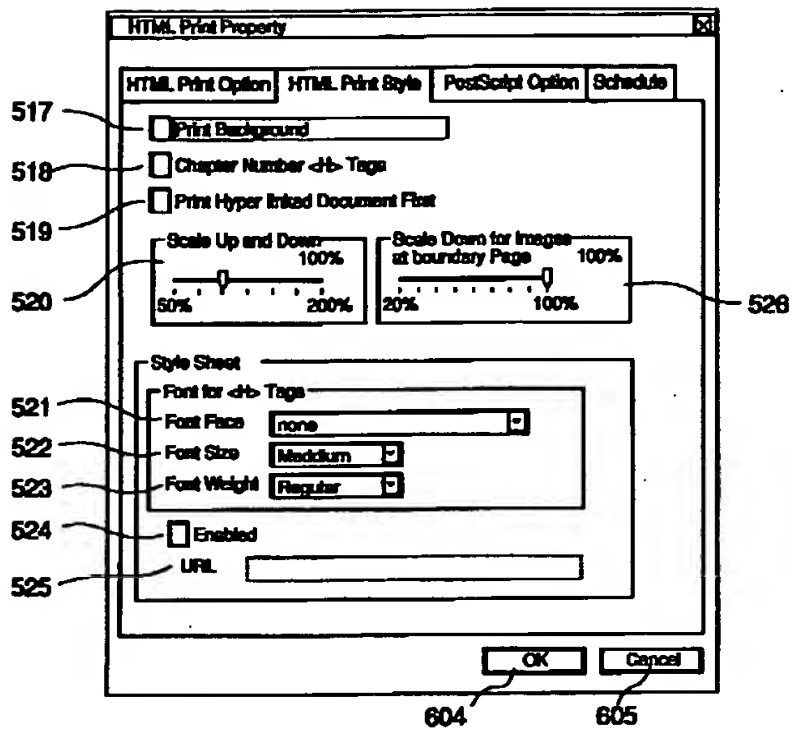 HTML Print Property
HTML Print Option HTML Print Style PostScript Option Schedule
517 Print Background
518 Chapter Number <H> Tags
519 Print Hyper linked Document First
Scale Up and Down
100%
50% 200%
520
Scale Down for Images
at boundary Page 100%
20% 100%
526
Style Sheet
Font for <H> Tags
521 Font Face none
522 Font Size Meddium
523 Font Weight Regular
524 Enabled
525 URL
OK Cancel
604 605